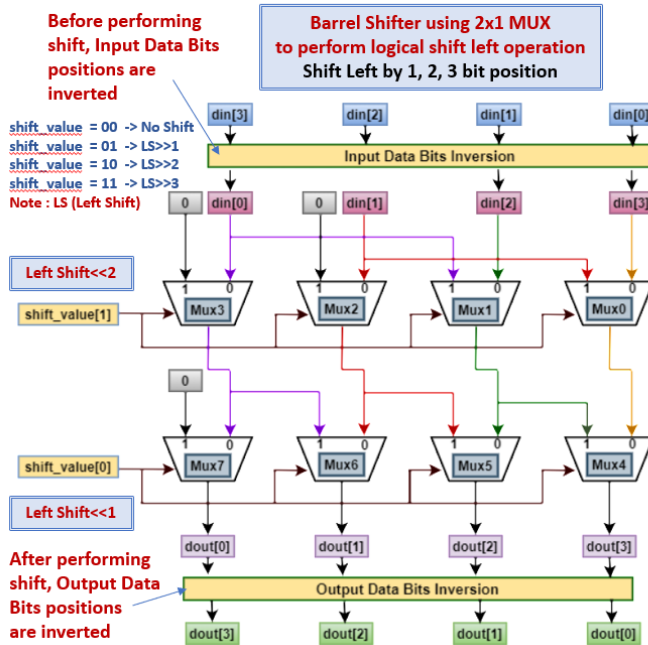 Before performing
shift, Input Data Bits
positions are
inverted
Barrel Shifter using 2x1 MUX
to perform logical shift left operation
Shift Left by 1, 2, 3 bit position
shift_value = 00 -> No Shift
shift_value = 01 -> LS>>1
shift_value = 10 -> LS>>2
shift_value = 11 -> LS>>3
Note : LS (Left Shift)
din[3] din[2] din[1] din[0]
Input Data Bits Inversion
0 din[0] 0 din[1] din[2] din[3]
Left Shift<<2
1 0 1 0 1 0 1 0
Mux3 Mux2 Mux1 Mux0
shift_value[1]
0
1 0 1 0 1 0 1 0
Mux7 Mux6 Mux5 Mux4
shift_value[0]
Left Shift<<1
dout[0] dout[1] dout[2] dout[3]
After performing
shift, Output Data
Bits positions
are inverted
Output Data Bits Inversion
dout[3] dout[2] dout[1] dout[0]